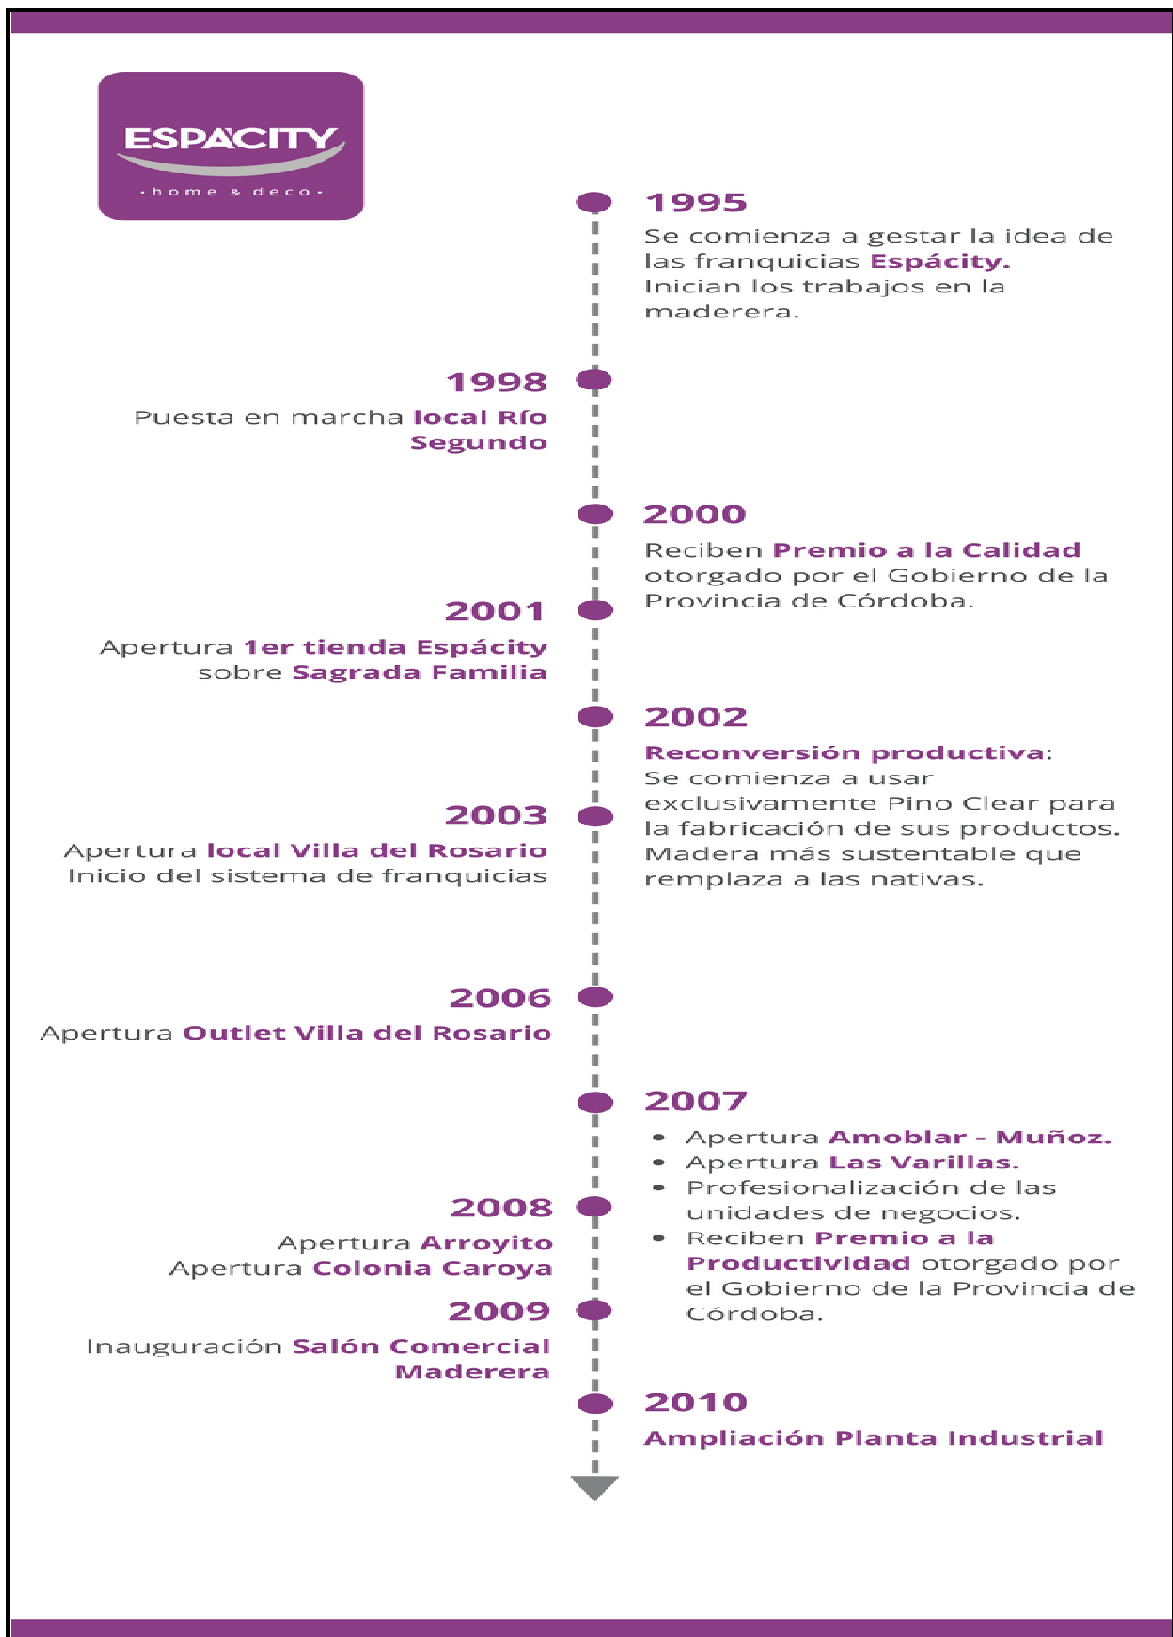 ESPÁCITY
·home & deco·
1995
Se comienza a gestar la idea de
las franquicias Espácity.
Inician los trabajos en la
maderera.
1998
Puesta en marcha local Río
Segundo
2000
Reciben Premio a la Calidad
otorgado por el Gobierno de la
Provincia de Córdoba.
2001
Apertura 1er tienda Espácity
sobre Sagrada Familia
2002
Reconversión productiva:
Se comienza a usar
exclusivamente Pino Clear para
la fabricación de sus productos.
Madera más sustentable que
remplaza a las nativas.
2003
Apertura local Villa del Rosario
Inicio del sistema de franquicias
2006
Apertura Outlet Villa del Rosario
2007
• Apertura Amoblar - Muñoz.
• Apertura Las Varillas.
• Profesionalización de las
unidades de negocios.
• Reciben Premio a la
Productividad otorgado por
el Gobierno de la Provincia de
Córdoba.
2008
Apertura Arroyito
Apertura Colonia Caroya
2009
Inauguración Salón Comercial
Maderera
2010
Ampliación Planta Industrial